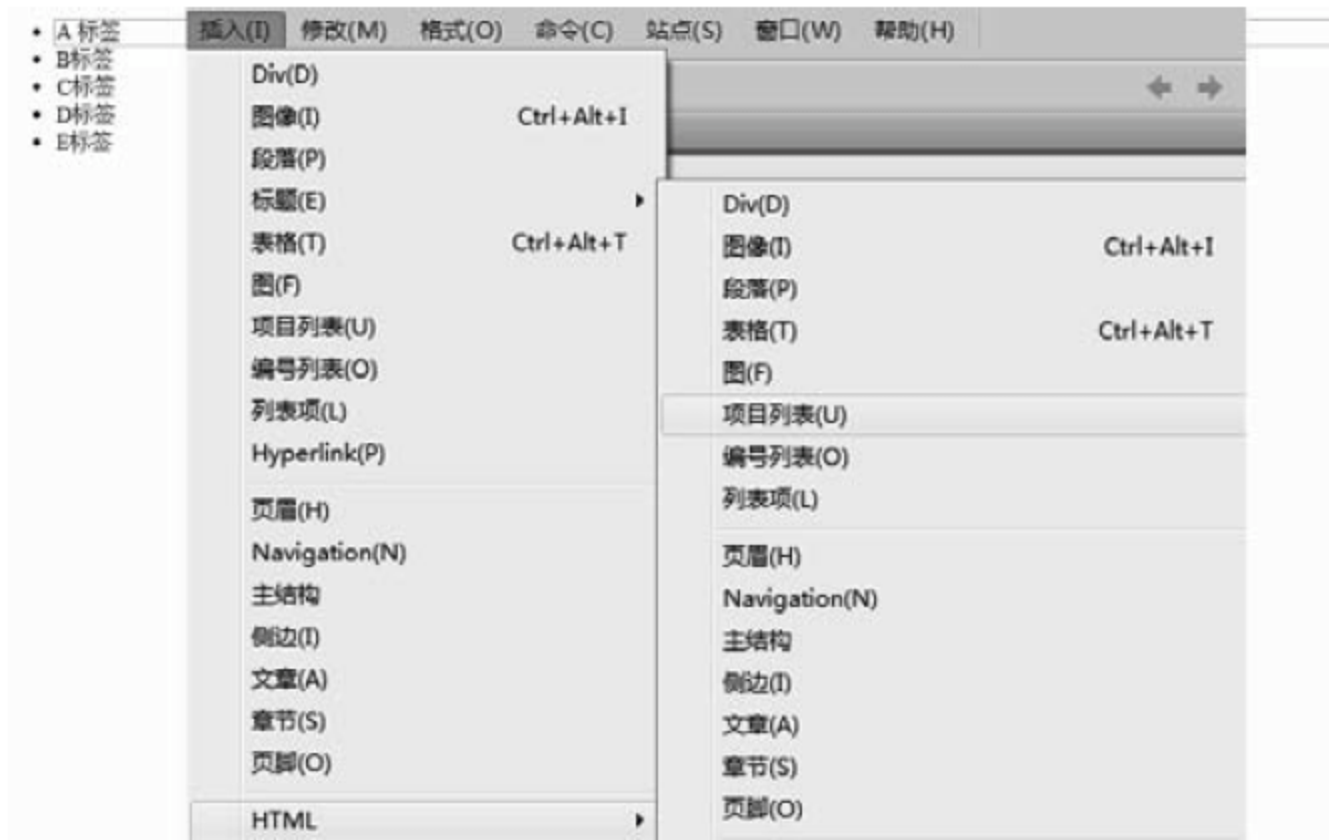 • A 标签
• B标签
• C标签
• D标签
• E标签
插入(I) 修改(M) 格式(O) 命令(C) 站点(S) 窗口(W) 帮助(H)
Div(D)
图像(I) Ctrl+Alt+I
段落(P)
标题(E)
表格(T) Ctrl+Alt+T
图(F)
项目列表(U)
编号列表(O)
列表项(L)
Hyperlink(P)
页眉(H)
Navigation(N)
主结构
侧边(I)
文章(A)
章节(S)
页脚(O)
HTML
Div(D)
图像(I) Ctrl+Alt+I
段落(P)
表格(T) Ctrl+Alt+T
图(F)
项目列表(U)
编号列表(O)
列表项(L)
页眉(H)
Navigation(N)
主结构
侧边(I)
文章(A)
章节(S)
页脚(O)